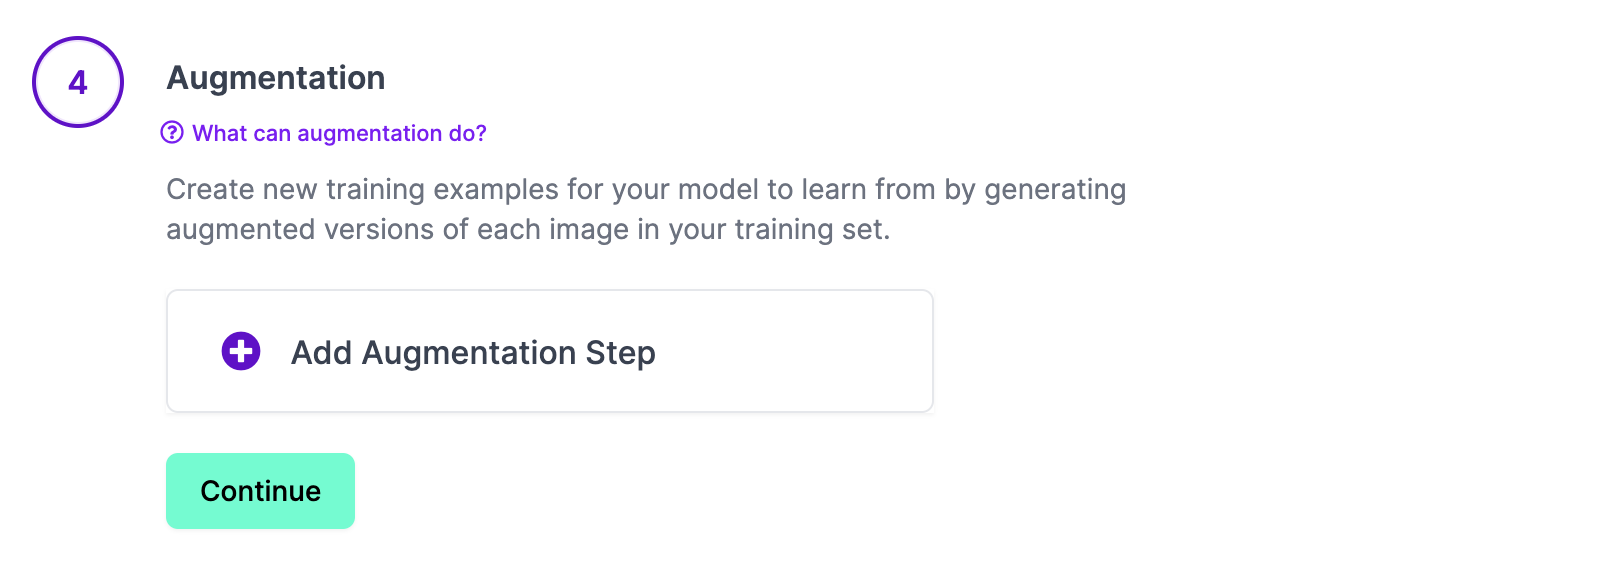 4
Augmentation
What can augmentation do?
Create new training examples for your model to learn from by generating
augmented versions of each image in your training set.
Add Augmentation Step
Continue